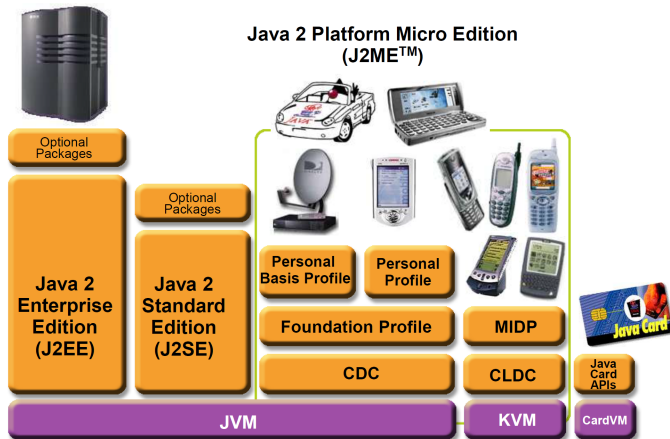 Java 2 Platform Micro Edition
(J2ME™)
Optional
Packages
Java 2
Enterprise
Edition
(J2EE)
Optional
Packages
Java 2
Standard
Edition
(J2SE)
JAVA
Personal
Basis Profile
Personal
Profile
Foundation Profile
CDC
MIDP
CLDC
Java Card
Java
Card
APIs
JVM
KVM
CardVM